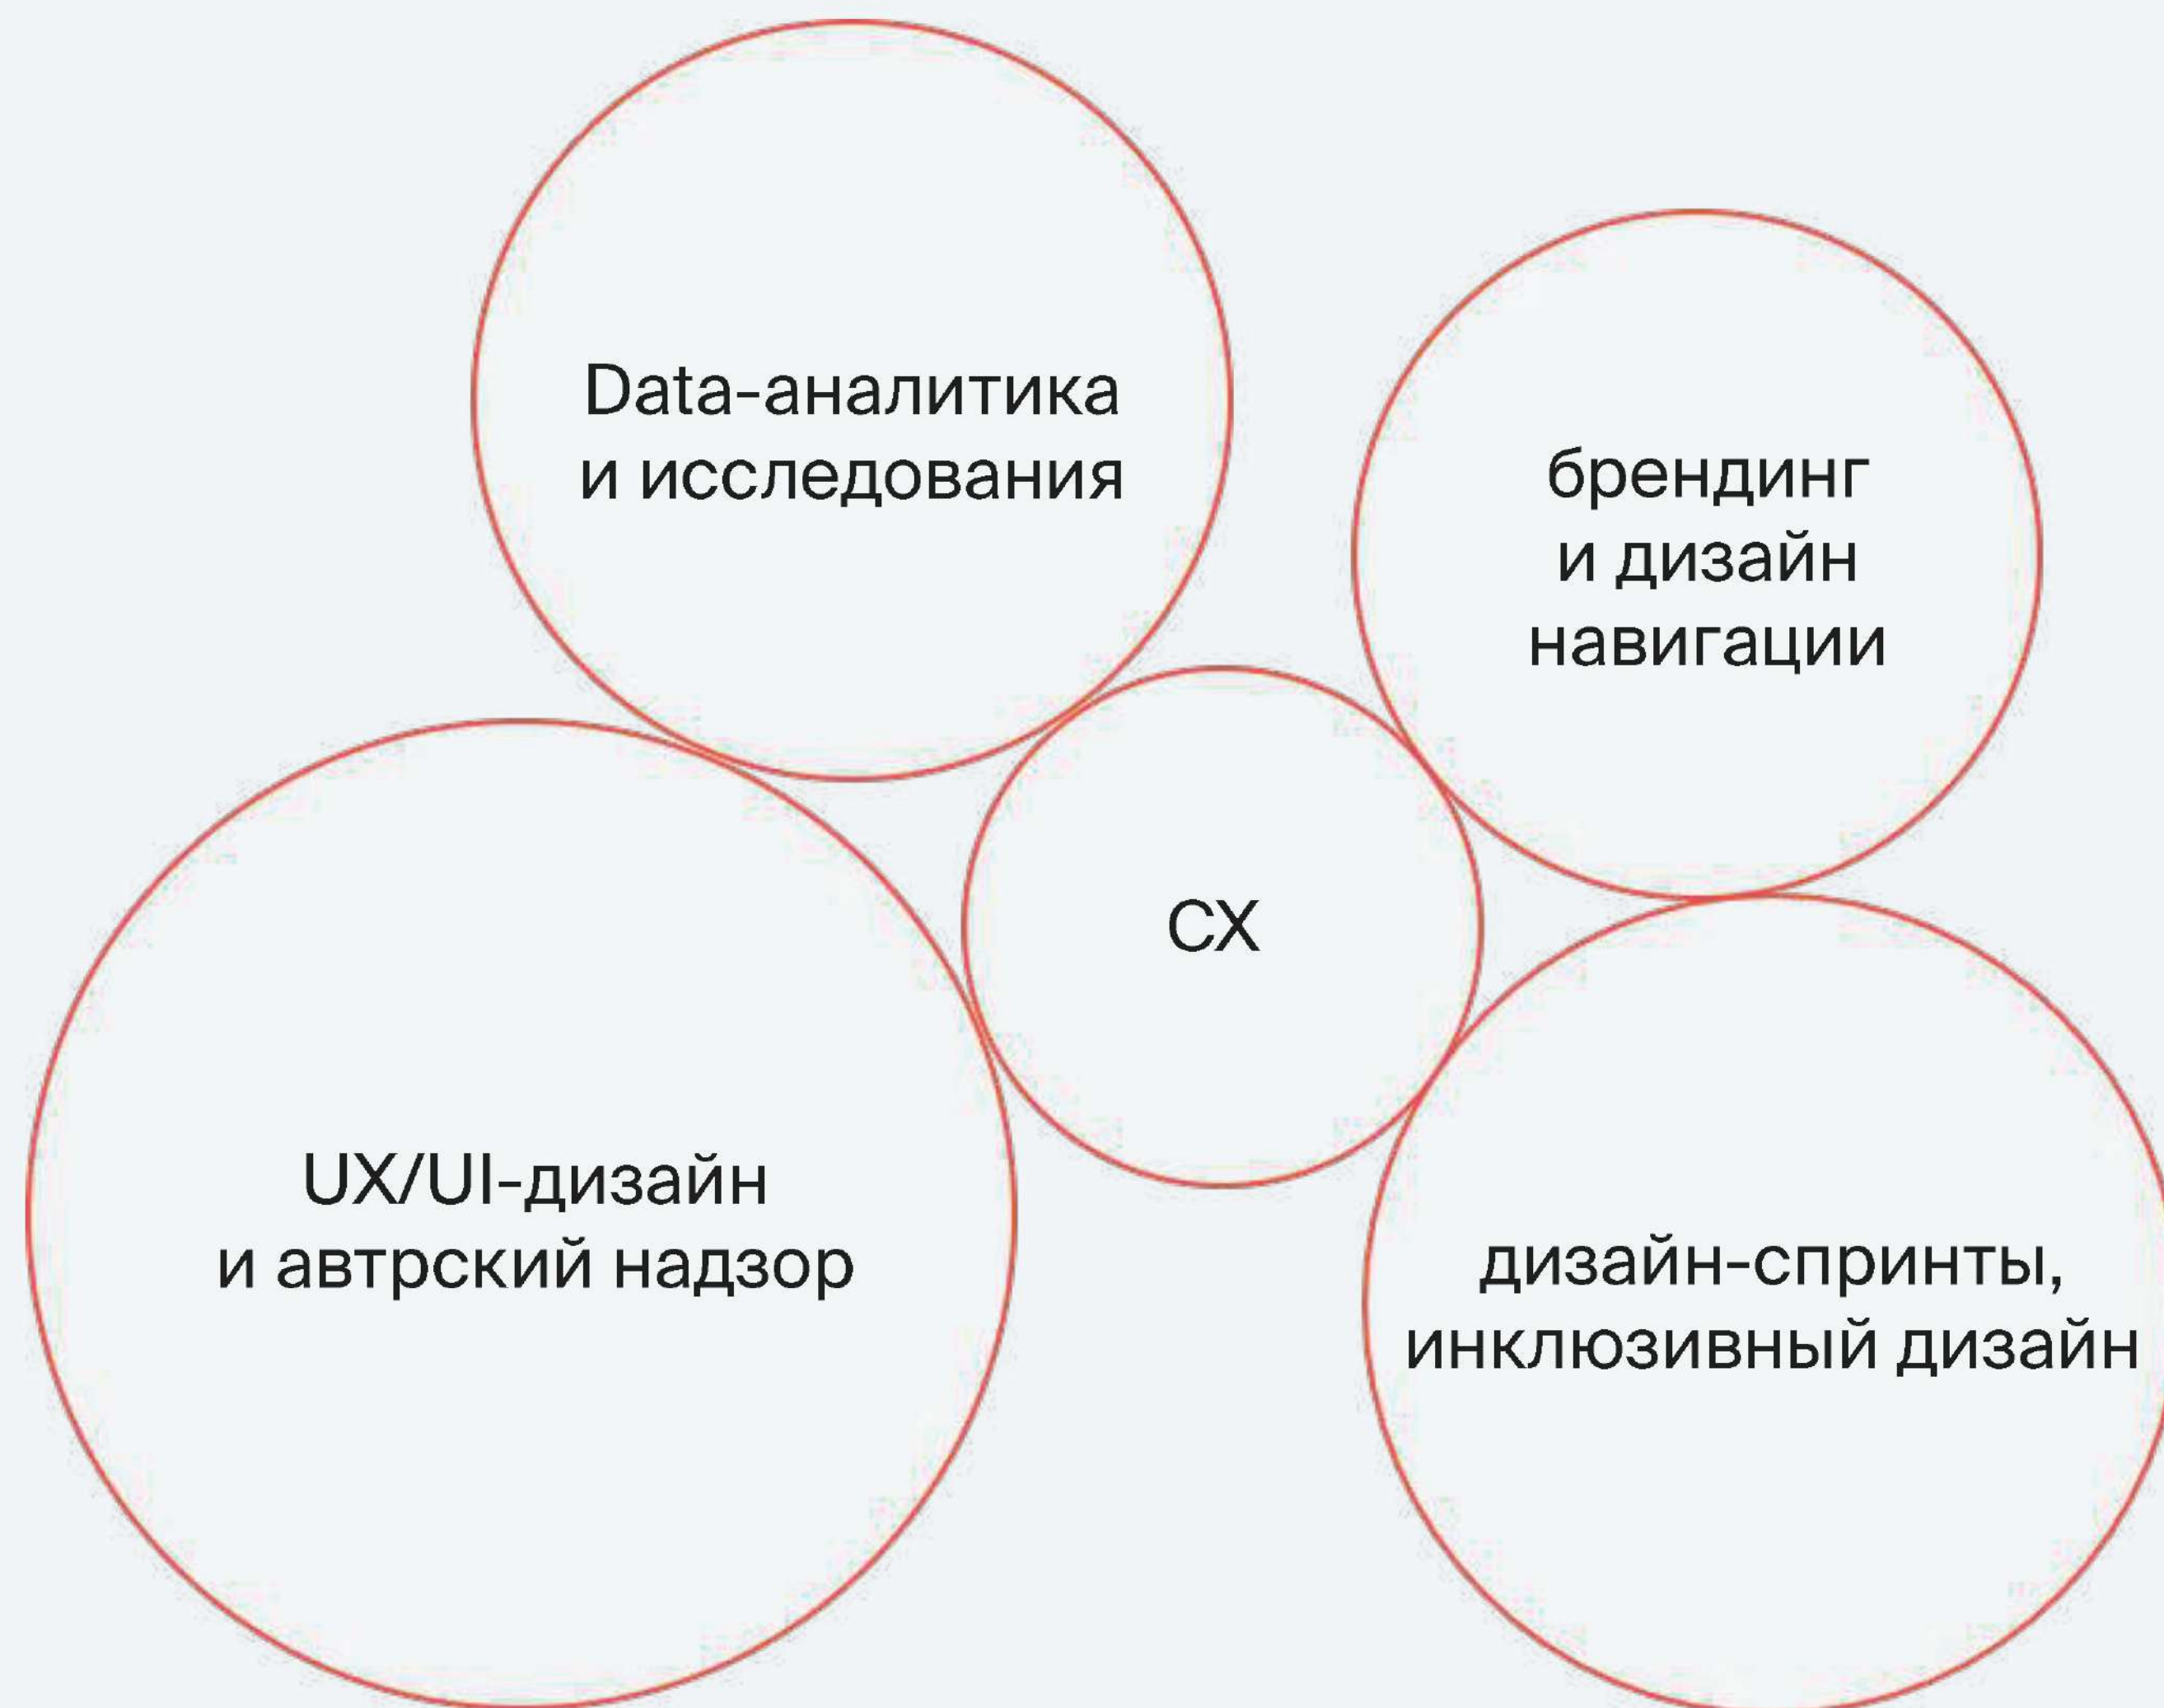 Data-аналитика
и исследования
брендинг
и дизайн
навигации
CX
UX/UI-дизайн
и автрский надзор
дизайн-спринты,
инклюзивный дизайн